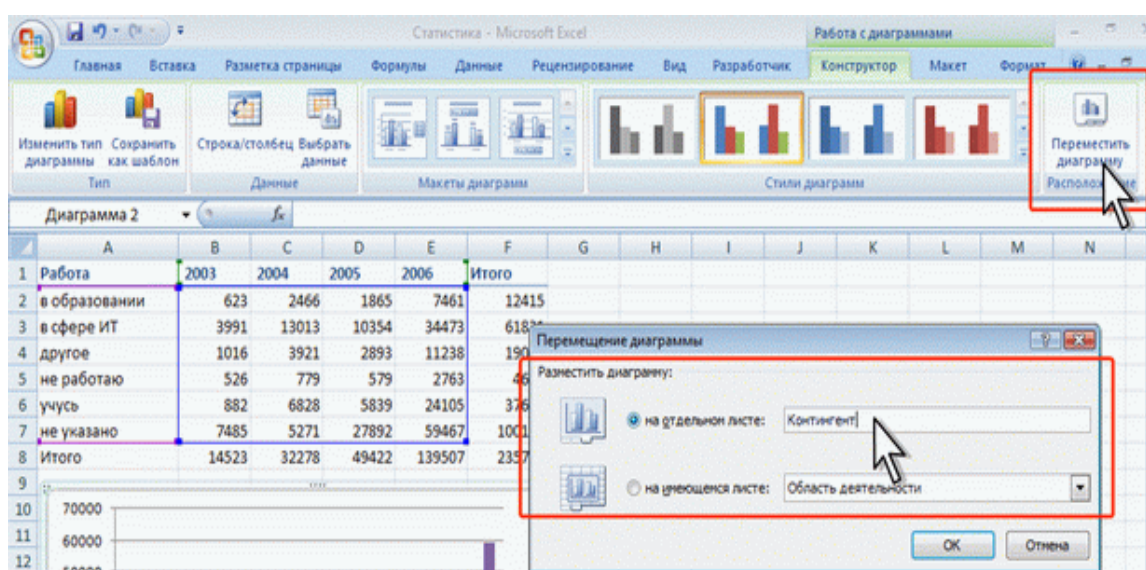 Статистика - Microsoft Excel
Работа с диаграммами
Главная Вставка Разметка страницы Формулы Данные Рецензирование Вид Разработчик Конструктор Макет Формат
Изменить тип диаграммы
Сохранить как шаблон
Строка/столбец
Выбрать данные
Переместить диаграмму
Тип Данные Макеты диаграмм Стили диаграмм
Диаграмма 2 fx
A B C D E F G H I J K L M N
1 Работа 2003 2004 2005 2006 Итого
2 в образовании 623 2466 1865 7461 12415
3 в сфере ИТ 3991 13013 10354 34473
4 другое 1016 3921 2893 11238
5 не работаю 526 779 579 2763
6 учусь 882 6828 5839 24105
7 не указано 7485 5271 27892 59467
8 Итого 14523 32278 49422 139507
9
10 70000
11 60000
12
Перемещение диаграммы
Разместить диаграмму:
на отдельном листе: Контингент
на имеющемся листе: Область деятельности
ОК Отмена